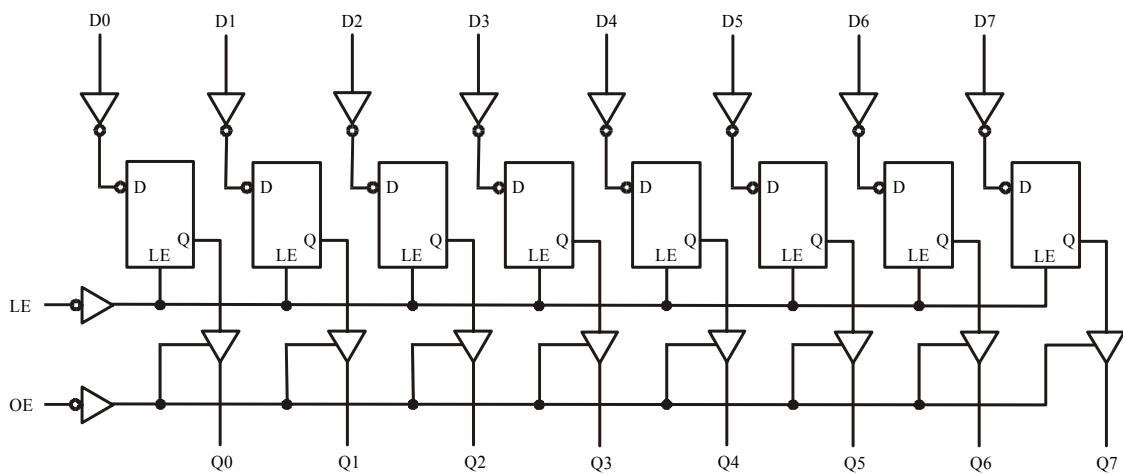 D0 D1 D2 D3 D4 D5 D6 D7
D D D D D D D D
Q Q Q Q Q Q Q Q
LE LE LE LE LE LE LE LE
LE
OE
Q0 Q1 Q2 Q3 Q4 Q5 Q6 Q7